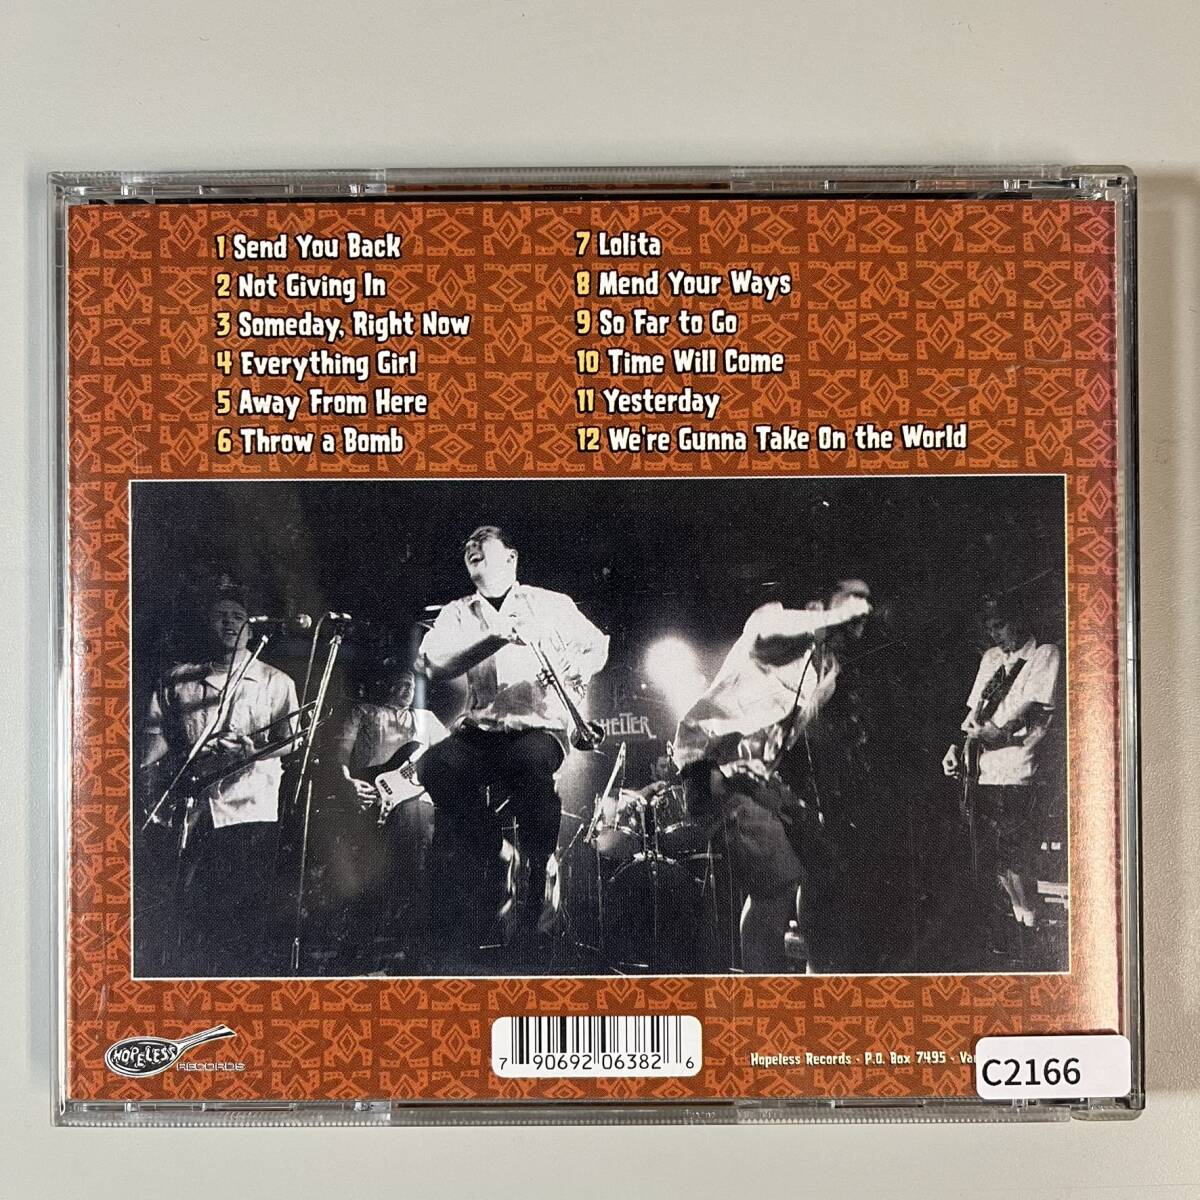 1 Send You Back
2 Not Giving In
3 Someday, Right Now
4 Everything Girl
5 Away From Here
6 Throw a Bomb
7 Lolita
8 Mend Your Ways
9 So Far to Go
10 Time Will Come
11 Yesterday
12 We're Gunna Take On the World
HELTER
HOPELESS
RECORDS
7 90692 06382 6
Hopeless Records - P.O. Box 7495 - Va
C2166